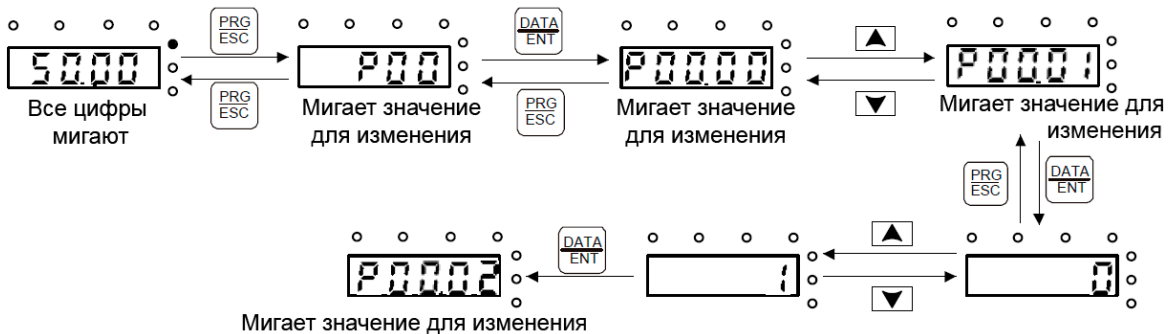 PRG
ESC
DATA
ENT
50.00
P00
P00.00
P00.01
PRG
ESC
PRG
ESC
Все цифры
мигают
Мигает значение
для изменения
Мигает значение
для изменения
Мигает значение для
изменения
PRG
ESC
DATA
ENT
DATA
ENT
P00.02
1
0
Мигает значение для изменения